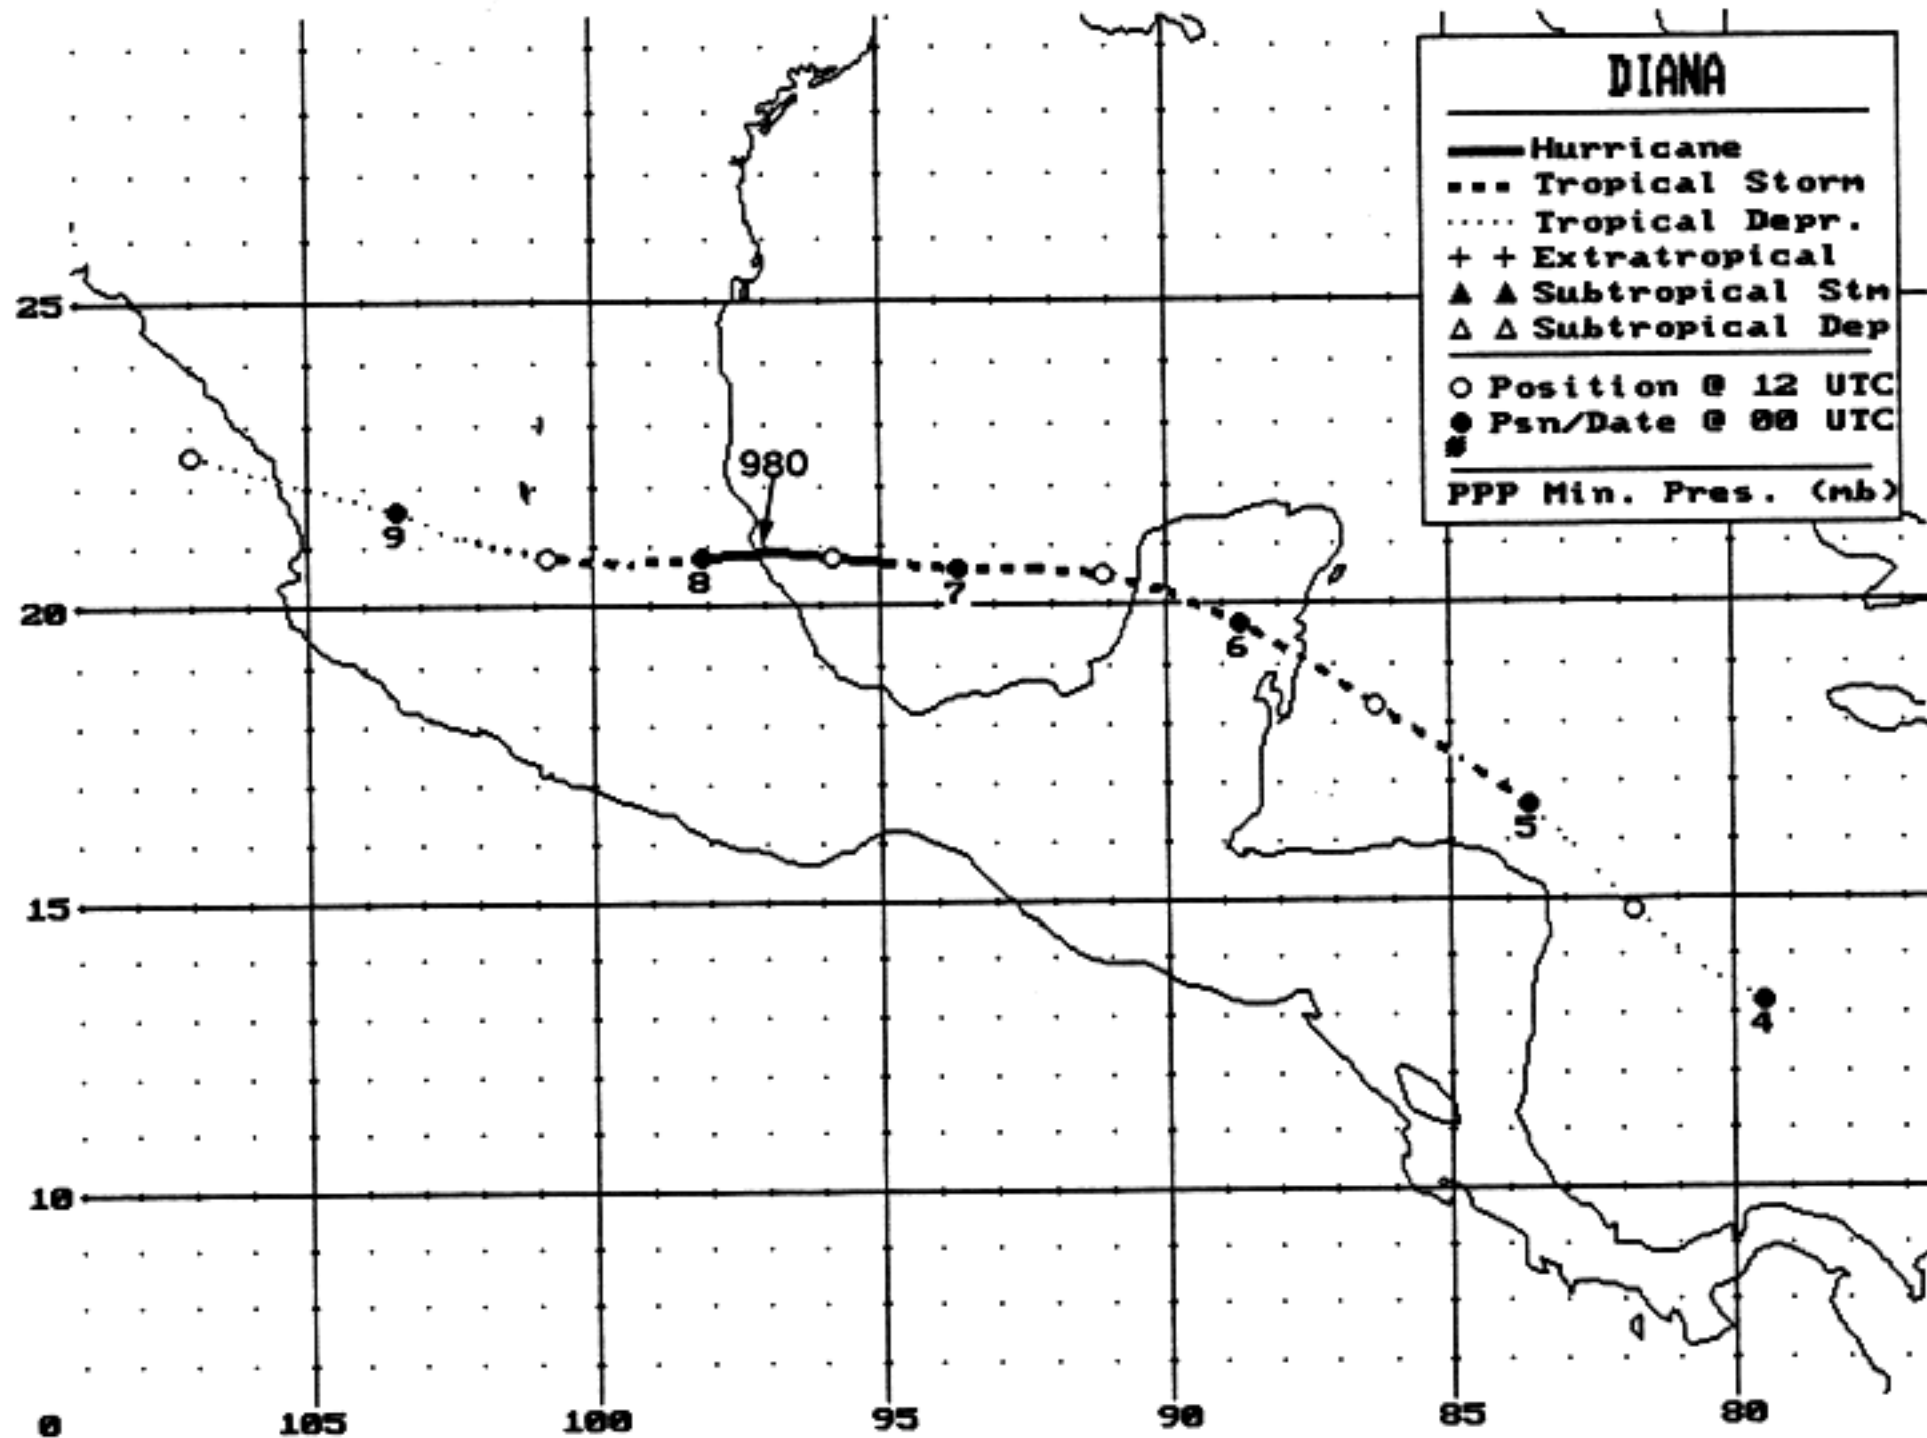 DIANA
Hurricane
Tropical Storm
Tropical Depr.
+ + Extratropical
▲ ▲ Subtropical Stm
△ △ Subtropical Dep
○ Position @ 12 UTC
● Psn/Date @ 00 UTC
#
PPP Min. Pres. (mb)
25
980
9
8
7
20
6
5
15
4
10
0 105 100 95 90 85 80